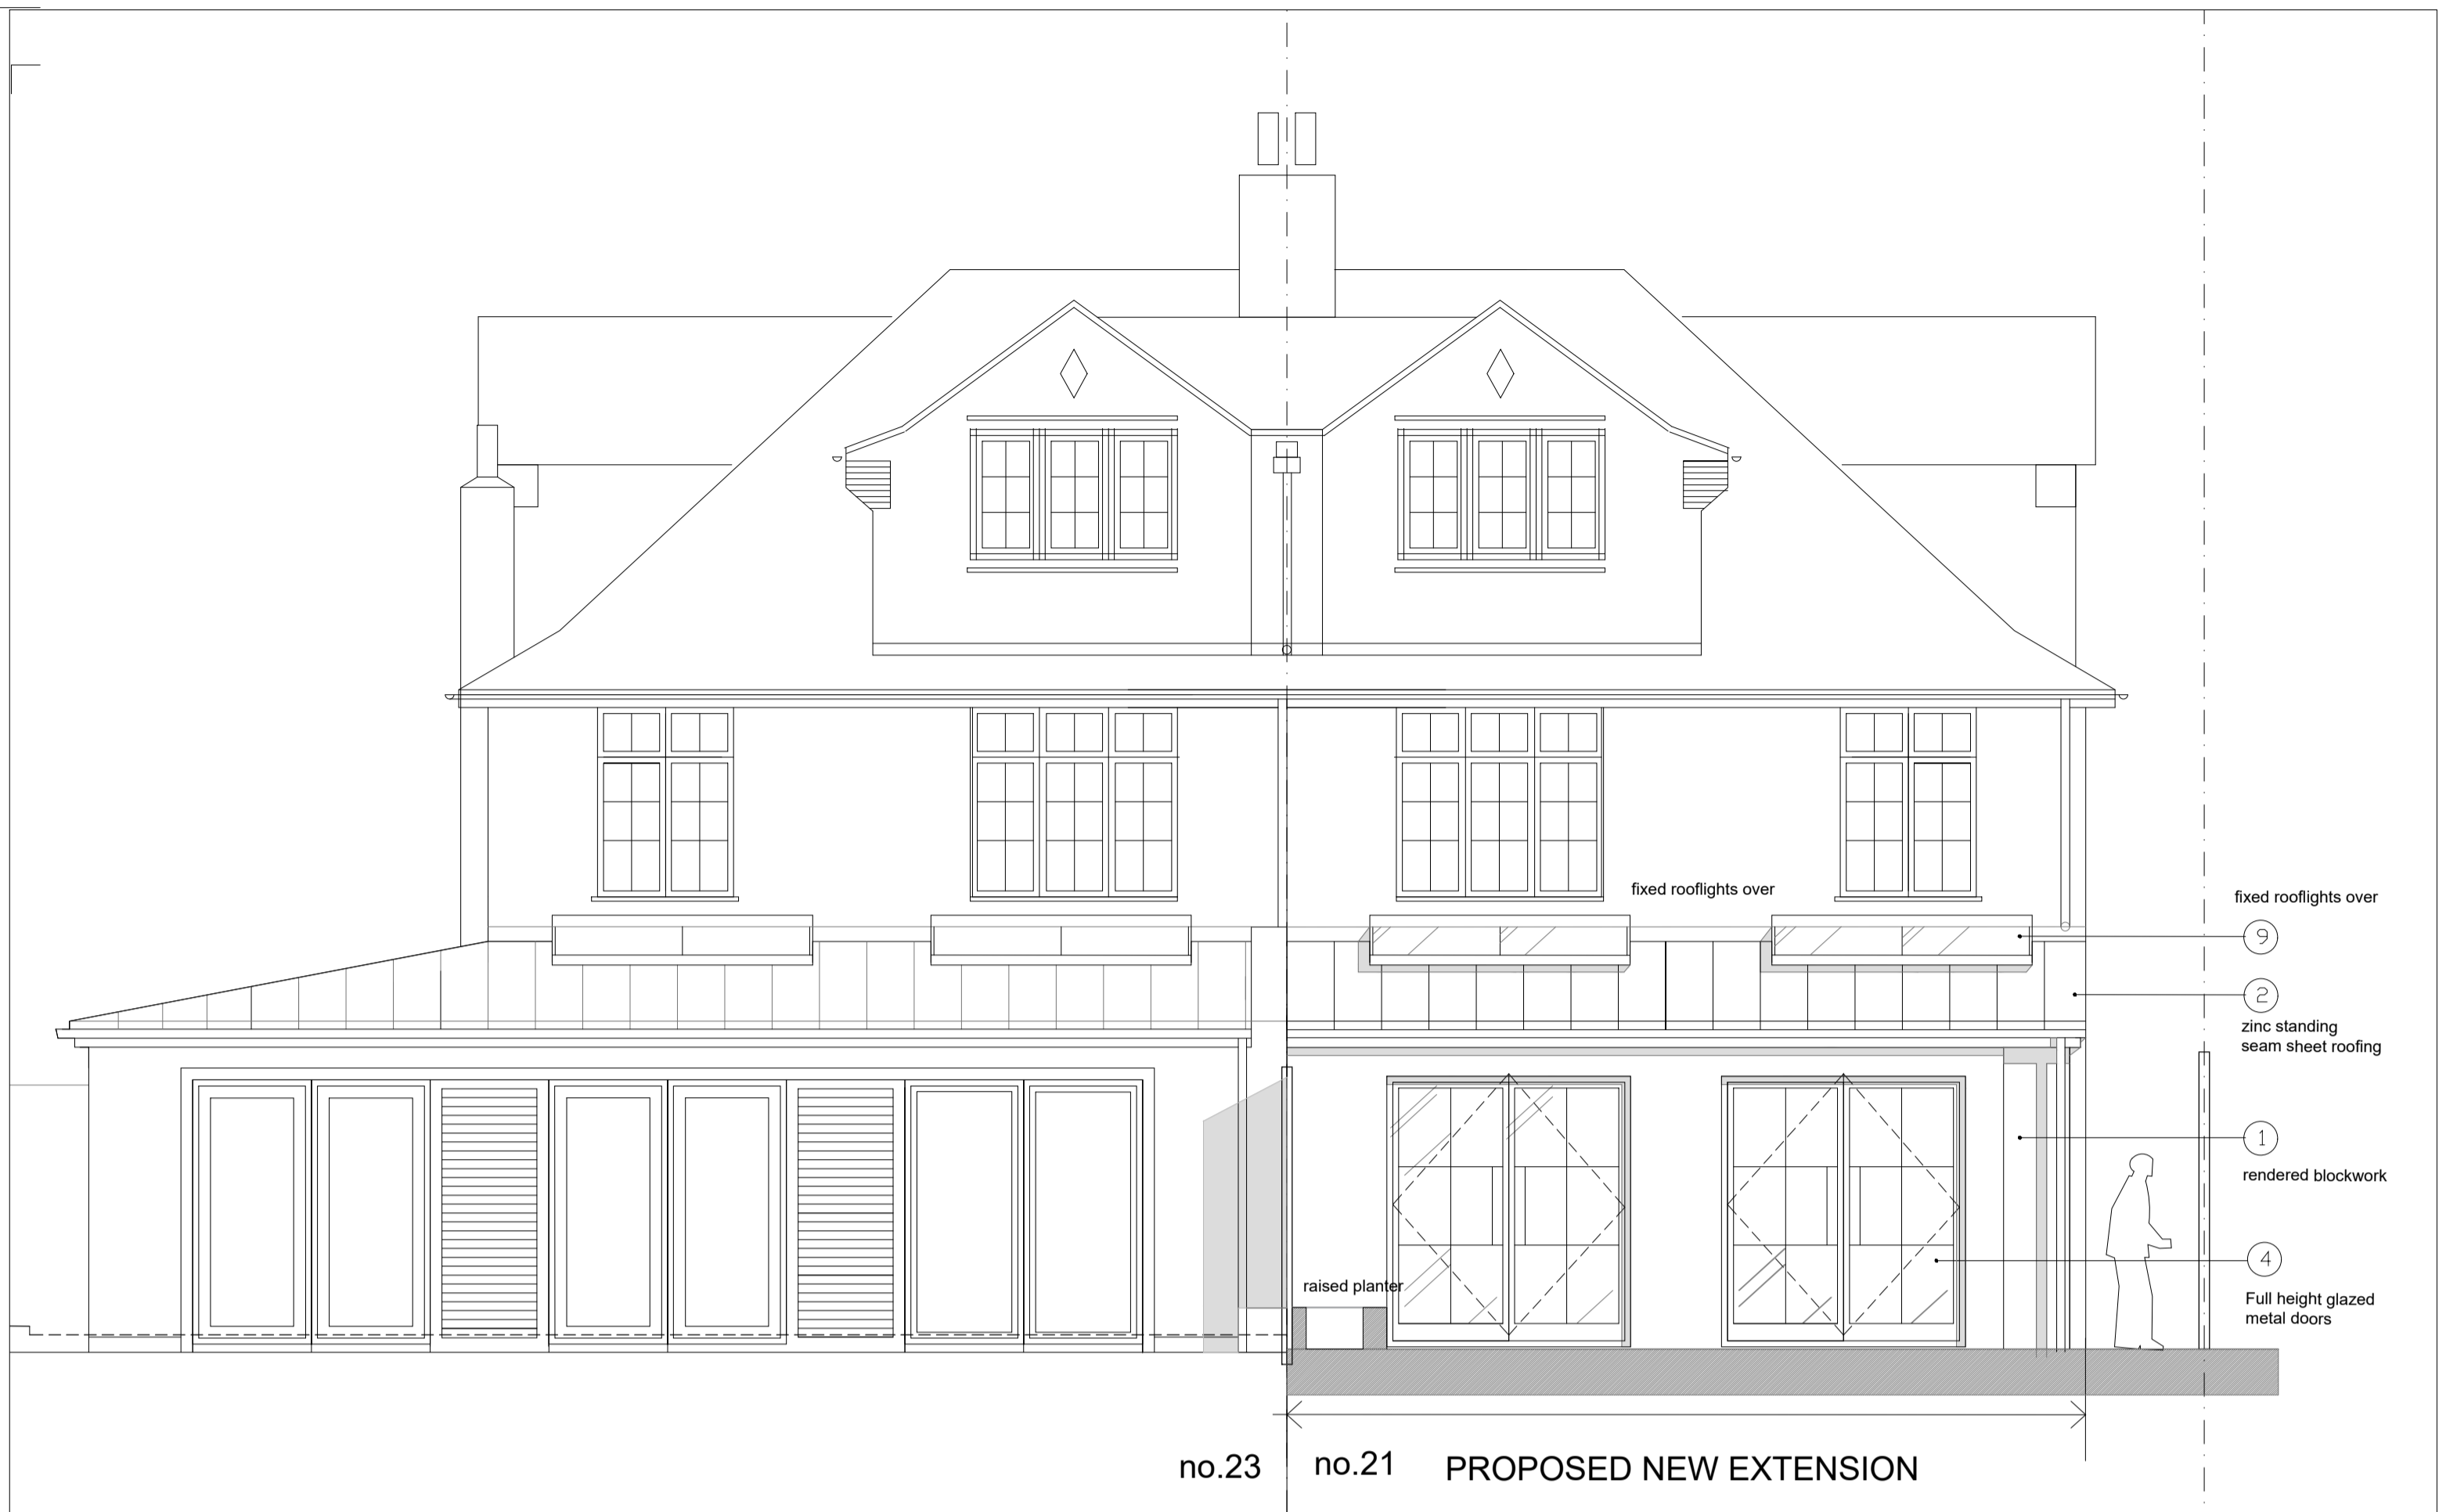 fixed rooflights over
fixed rooflights over
9
2
zinc standing
seam sheet roofing
1
rendered blockwork
4
raised planter
Full height glazed
metal doors
no.23
no.21
PROPOSED NEW EXTENSION